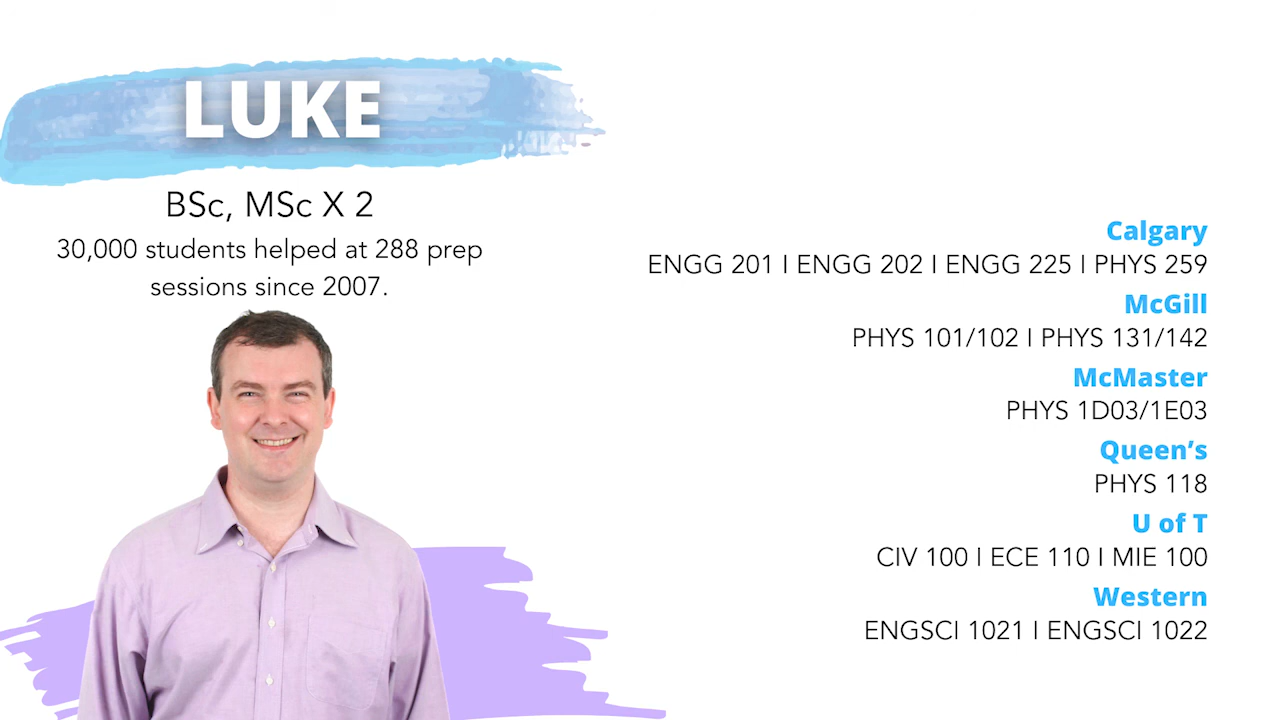 LUKE
BSc, MSc X 2
30,000 students helped at 288 prep
sessions since 2007.
Calgary
ENGG 201 I ENGG 202 I ENGG 225 I PHYS 259
McGill
PHYS 101/102 I PHYS 131/142
McMaster
PHYS 1D03/1E03
Queen’s
PHYS 118
U of T
CIV 100 I ECE 110 I MIE 100
Western
ENGSCI 1021 I ENGSCI 1022